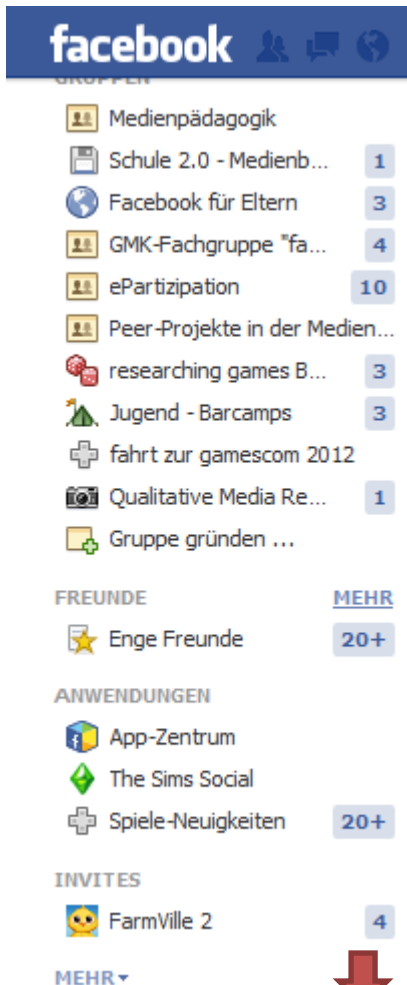 facebook
GRUPPEN
Medienpädagogik
Schule 2.0 - Medienb... 1
Facebook für Eltern 3
GMK-Fachgruppe "fa... 4
ePartizipation 10
Peer-Projekte in der Medien...
researching games B... 3
Jugend - Barcamps 3
fahrt zur gamescom 2012
Qualitative Media Re... 1
Gruppe gründen ...
FREUNDE MEHR
Enge Freunde 20+
ANWENDUNGEN
App-Zentrum
The Sims Social
Spiele-Neuigkeiten 20+
INVITES
FarmVille 2 4
MEHR